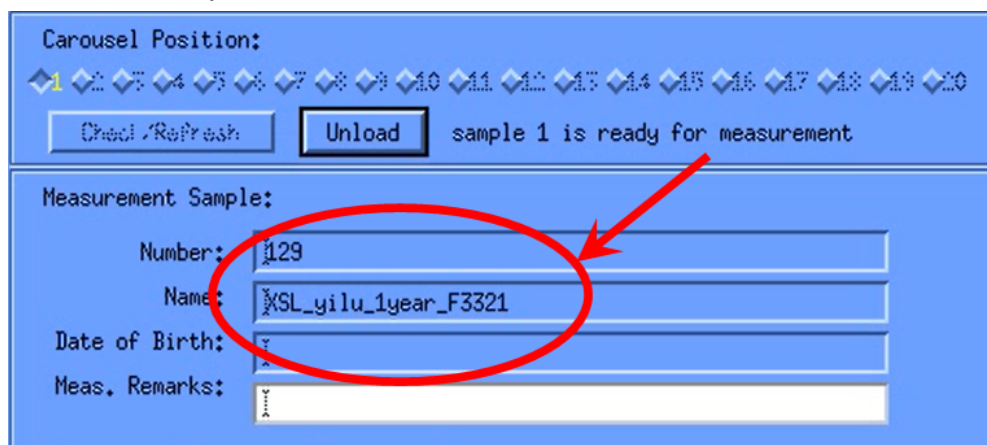 Carousel Position:
1 2 3 4 5 6 7 8 9 10 11 12 13 14 15 16 17 18 19 20
Check/Refresh Unload sample 1 is ready for measurement
Measurement Sample:
Number: 129
Name: XSL_yilu_1year_F3321
Date of Birth:
Meas. Remarks: